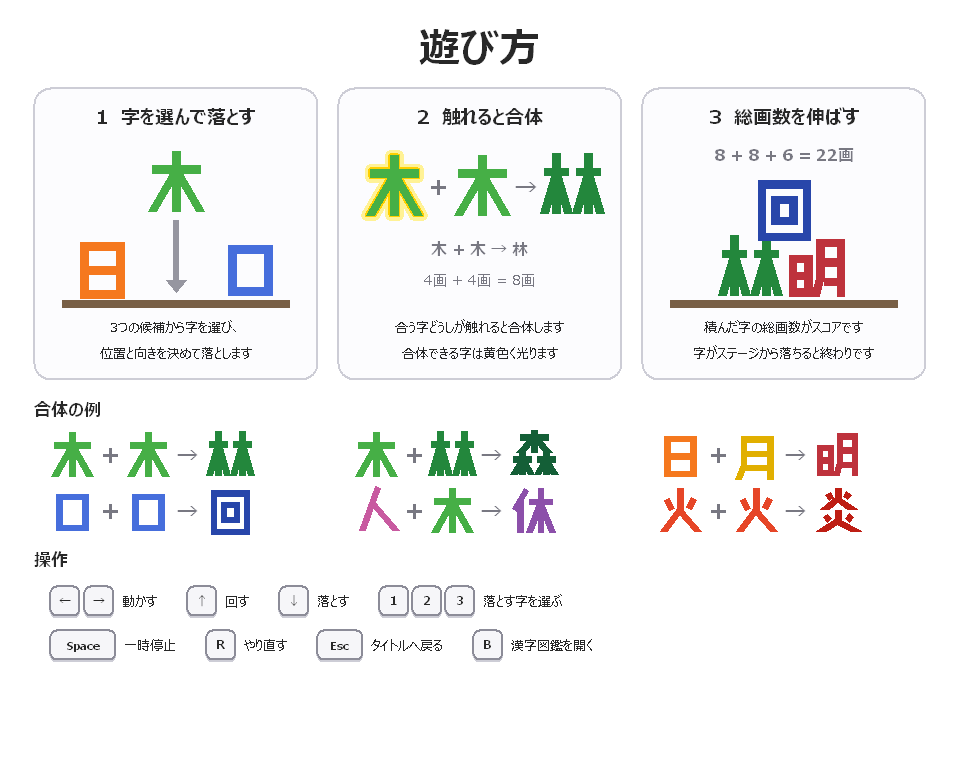 遊び方
1 字を選んで落とす
木
日 口
3つの候補から字を選び、
位置と向きを決めて落とします
2 触れると合体
木 + 木 → 林
木 + 木 → 林
4画 + 4画 = 8画
合う字どうしが触れると合体します
合体できる字は黄色く光ります
3 総画数を伸ばす
8 + 8 + 6 = 22画
回
林 明
積んだ字の総画数がスコアです
字がステージから落ちると終わりです
合体の例
木 + 木 → 林
木 + 林 → 森
日 + 月 → 明
口 + 口 → 回
人 + 木 → 休
火 + 火 → 炎
操作
← → 動かす ↑ 回す ↓ 落とす 1 2 3 落とす字を選ぶ
Space 一時停止 R やり直す Esc タイトルへ戻る B 漢字図鑑を開く